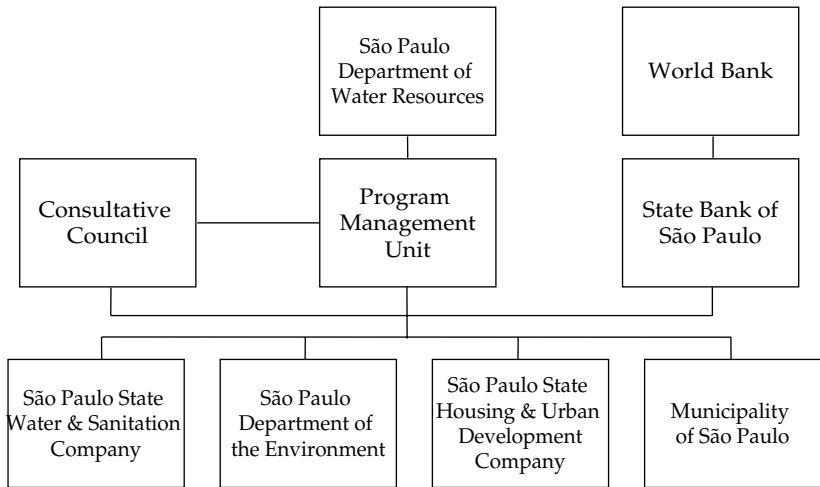 São Paulo
Department of
Water Resources
World Bank
Consultative
Council
Program
Management
Unit
State Bank of
São Paulo
São Paulo State
Water & Sanitation
Company
São Paulo
Department of
the Environment
São Paulo State
Housing & Urban
Development
Company
Municipality
of São Paulo